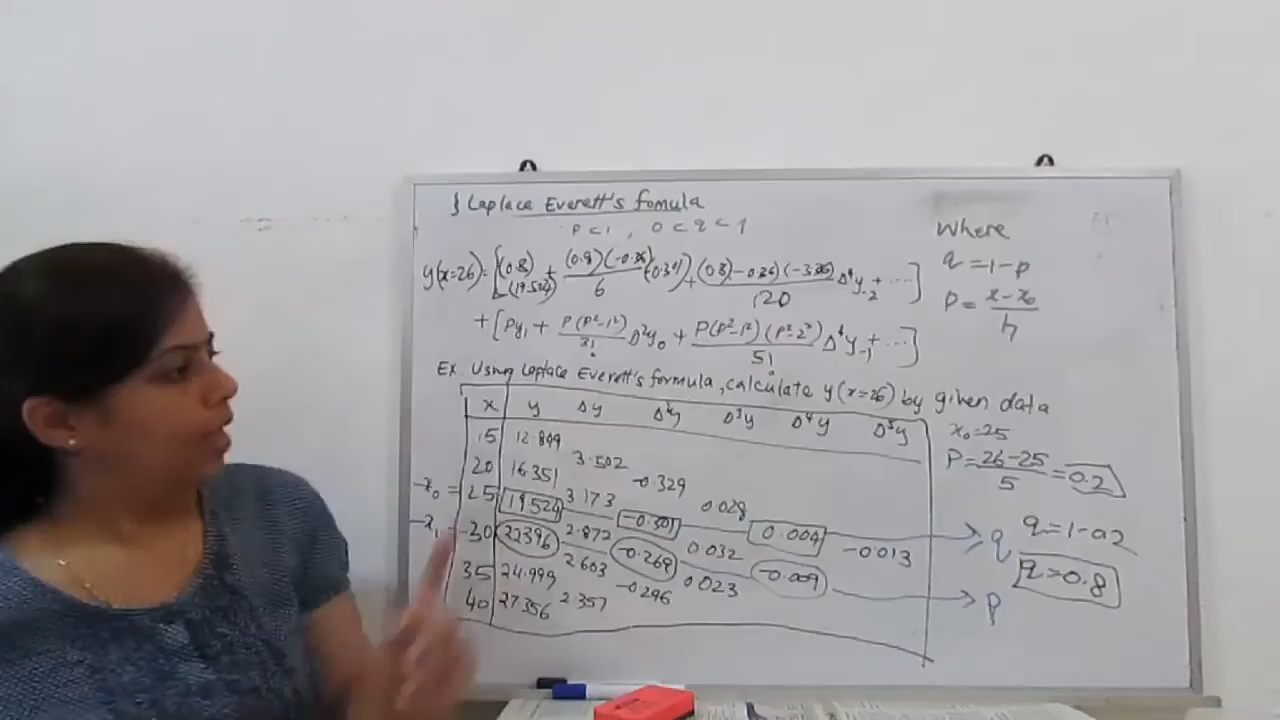 § Laplace Everett's fomula
P < 1 , 0 < q < 1
y(x=26) = [(0.8)(19.524) + (0.8)(-0.36)/6 (-0.301) + (0.8)(-0.36)(-3.36)/120 Δ⁴y₋₂ + ....]
+ [Py₁ + P(P²-1²)/3! Δ²y₀ + P(P²-1²)(P²-2²)/5! Δ⁴y₋₁ + ...]
Where
q = 1-p
p = x-x₀/h
Ex. Using Laplace Everett's formula, calculate y(x=26) by given data
x y Δy Δ²y Δ³y Δ⁴y Δ⁵y
15 12.849
3.502
20 16.351 -0.329
3.173 0.028
x₀ = 25 19.524 -0.301 0.004
2.872 0.032 -0.013
x₁ 30 22396 -0.269 -0.009
2.603 0.023
35 24.999 -0.296
2.357
40 27.356
q
p
x₀=25
P = 26-25/5 = 0.2
q = 1-0.2
q = 0.8